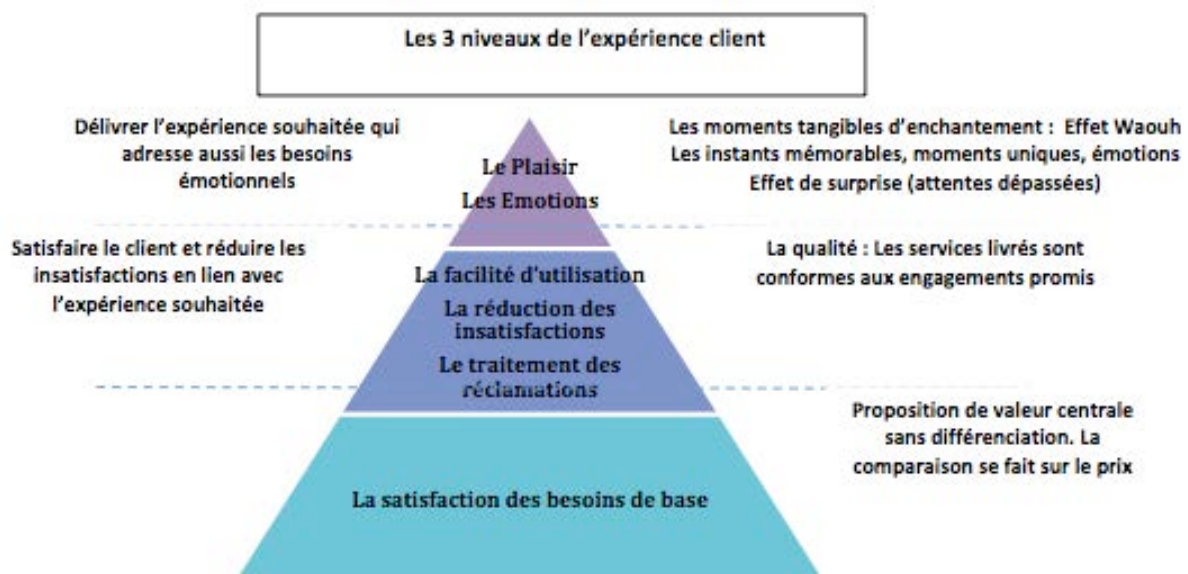 Les 3 niveaux de l'expérience client
Délivrer l'expérience souhaitée qui
adresse aussi les besoins
émotionnels
Le Plaisir
Les Emotions
Les moments tangibles d'enchantement : Effet Waouh
Les instants mémorables, moments uniques, émotions
Effet de surprise (attentes dépassées)
Satisfaire le client et réduire les
insatisfactions en lien avec
l'expérience souhaitée
La facilité d'utilisation
La réduction des
insatisfactions
Le traitement des
réclamations
La qualité : Les services livrés sont
conformes aux engagements promis
La satisfaction des besoins de base
Proposition de valeur centrale
sans différenciation. La
comparaison se fait sur le prix